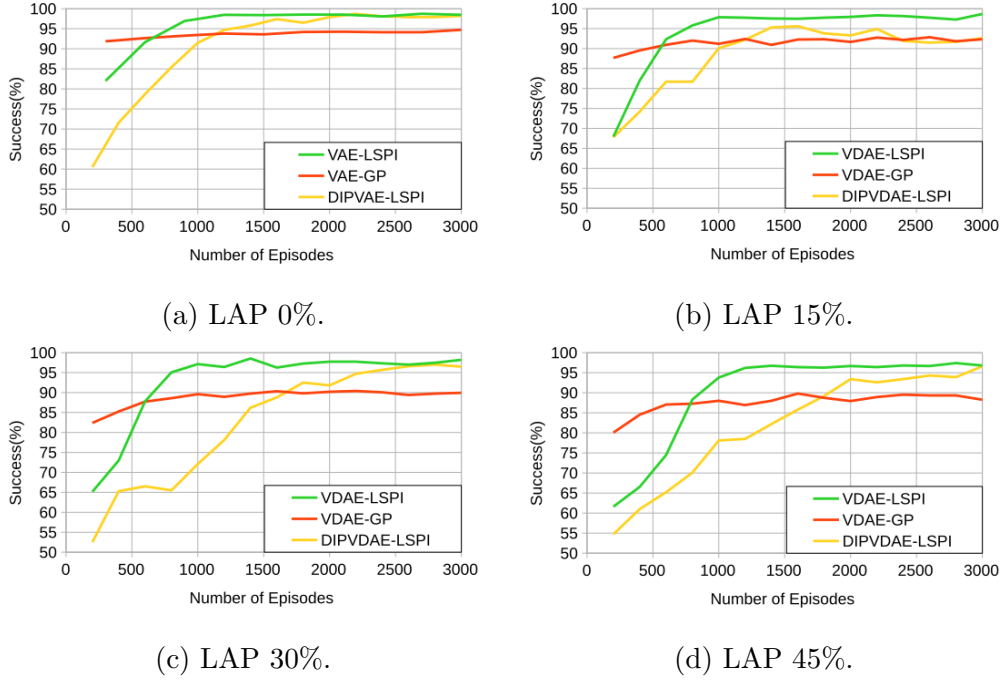 100
95
90
85
80
75
70
65
60
55
50
Success(%)
VAE-LSPI
VAE-GP
DIPVAE-LSPI
0 500 1000 1500 2000 2500 3000
Number of Episodes
(a) LAP 0%.
100
95
90
85
80
75
70
65
60
55
50
Success(%)
VDAE-LSPI
VDAE-GP
DIPVDAE-LSPI
0 500 1000 1500 2000 2500 3000
Number of Episodes
(b) LAP 15%.
100
95
90
85
80
75
70
65
60
55
50
Success(%)
VDAE-LSPI
VDAE-GP
DIPVDAE-LSPI
0 500 1000 1500 2000 2500 3000
Number of Episodes
(c) LAP 30%.
100
95
90
85
80
75
70
65
60
55
50
Success(%)
VDAE-LSPI
VDAE-GP
DIPVDAE-LSPI
0 500 1000 1500 2000 2500 3000
Number of Episodes
(d) LAP 45%.